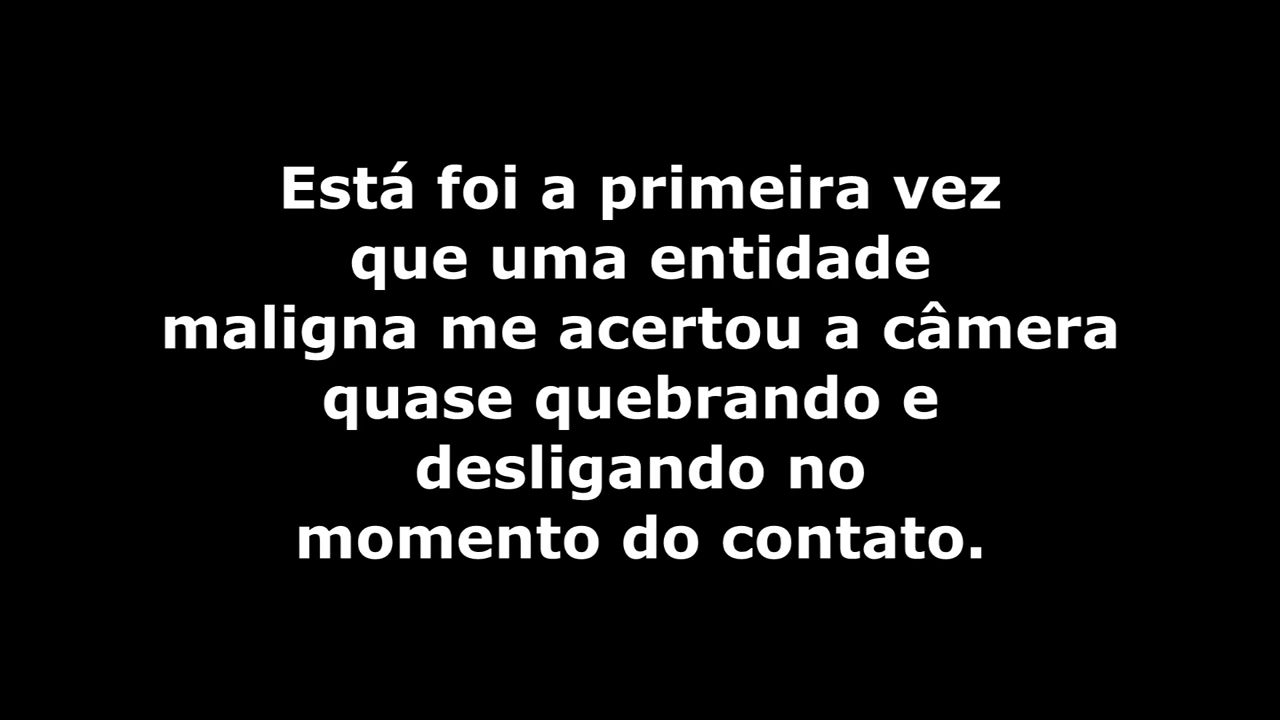 Está foi a primeira vez
que uma entidade
maligna me acertou a câmera
quase quebrando e
desligando no
momento do contato.